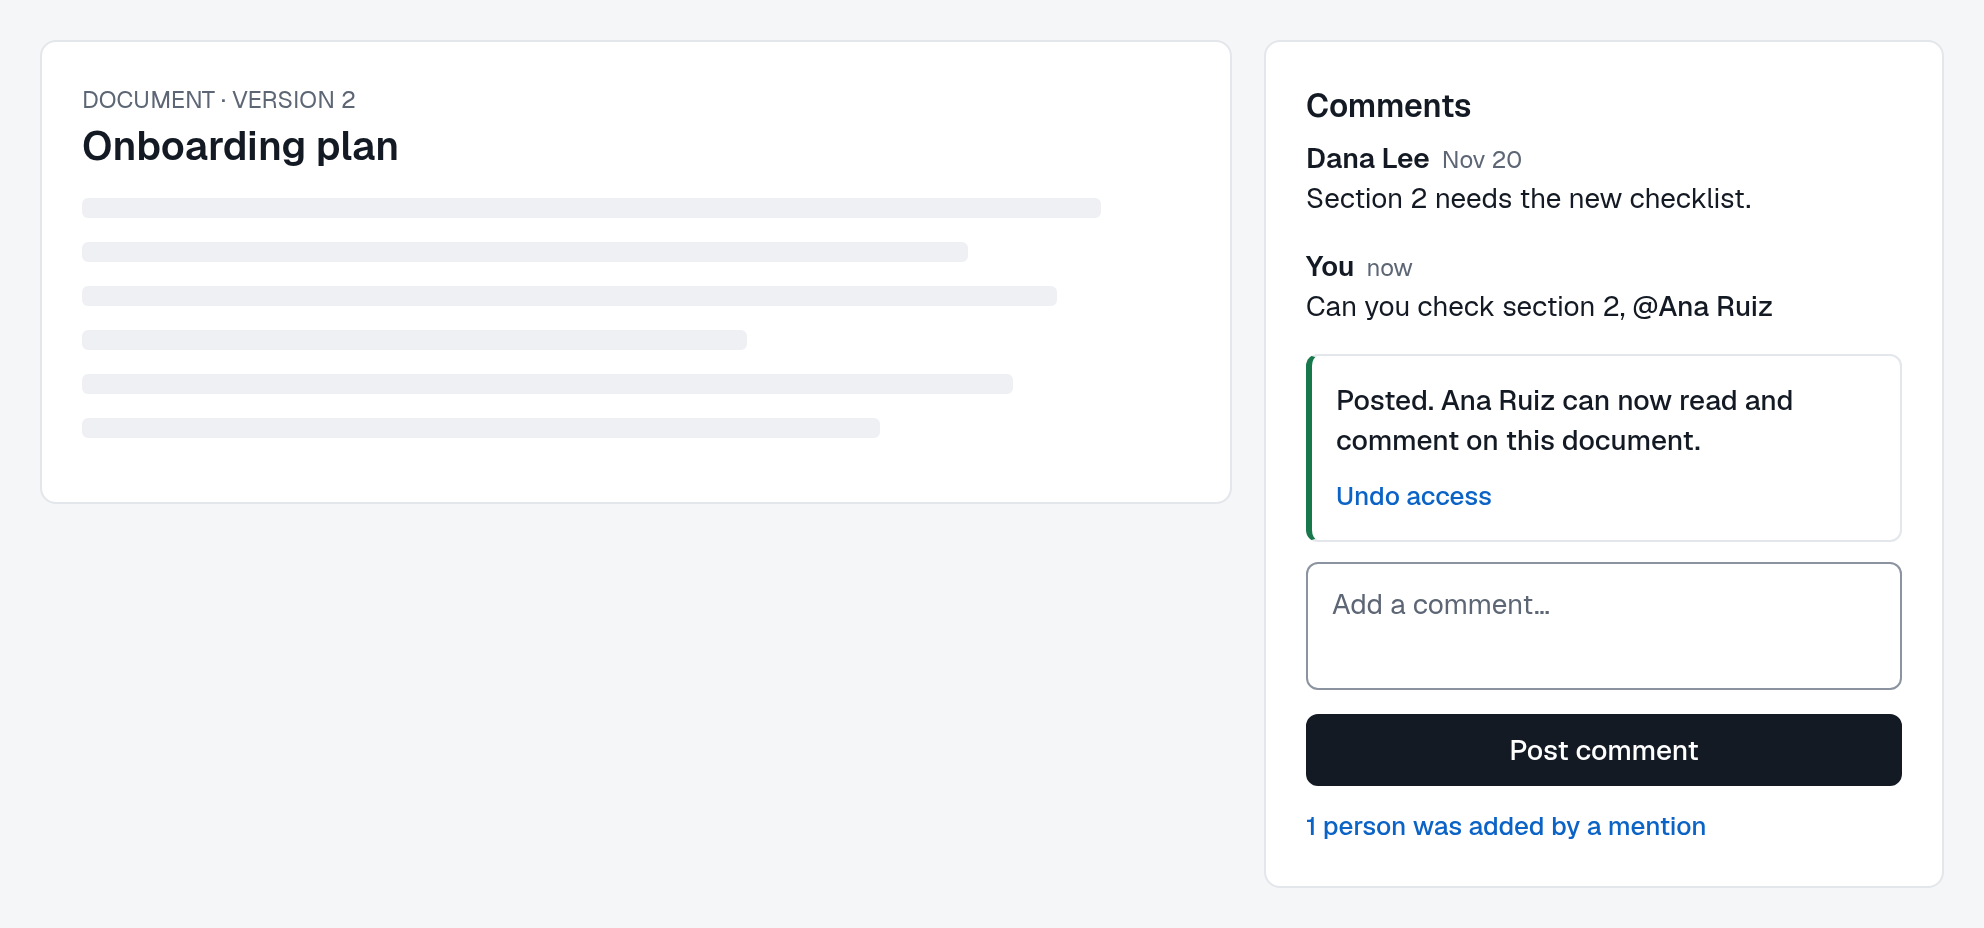 DOCUMENT · VERSION 2
Onboarding plan
Comments
Dana Lee Nov 20
Section 2 needs the new checklist.
You now
Can you check section 2, @Ana Ruiz
Posted. Ana Ruiz can now read and
comment on this document.
Undo access
Add a comment…
Post comment
1 person was added by a mention